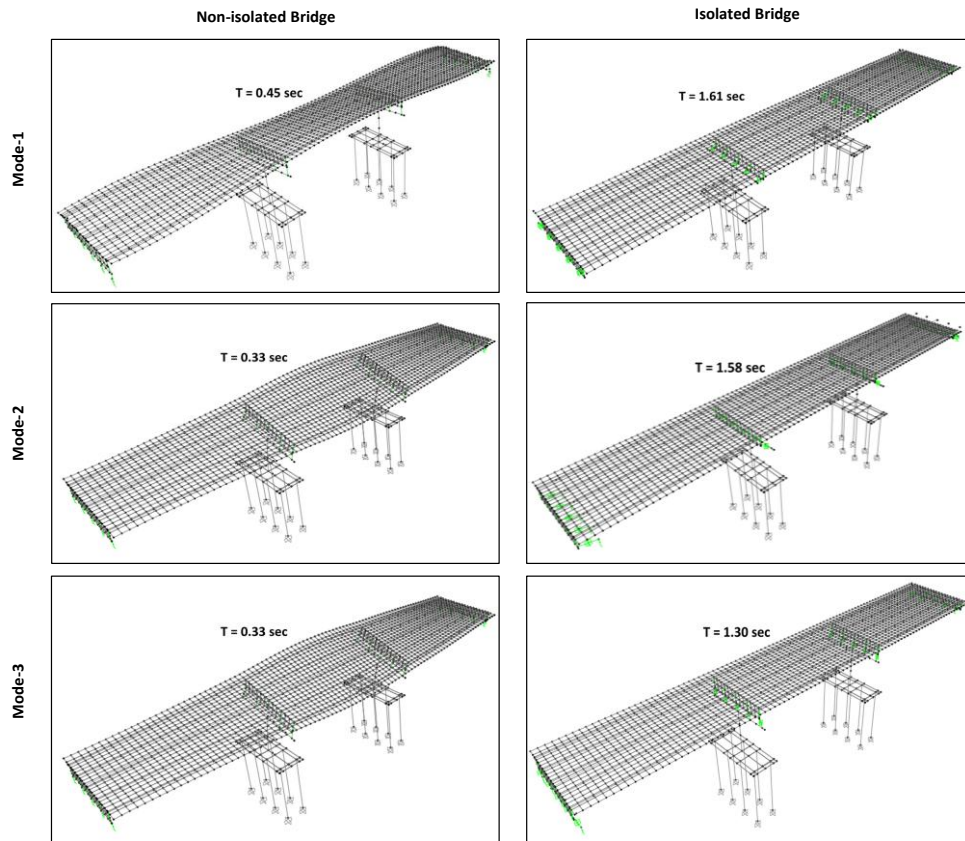 Non-isolated Bridge
Isolated Bridge
Mode-1
T = 0.45 sec
T = 1.61 sec
Mode-2
T = 0.33 sec
T = 1.58 sec
Mode-3
T = 0.33 sec
T = 1.30 sec